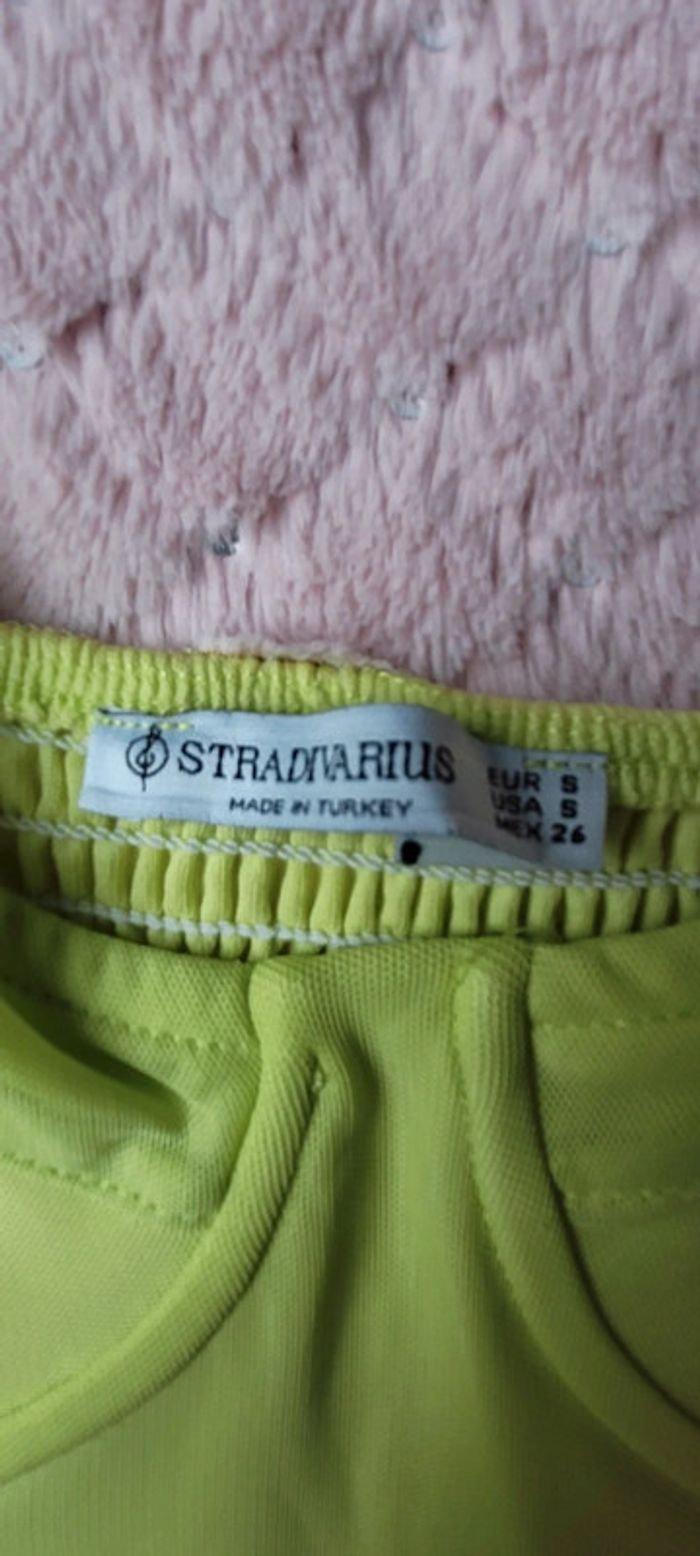 STRADIVARIUS
MADE IN TURKEY
EUR S
USA S
MEX 26